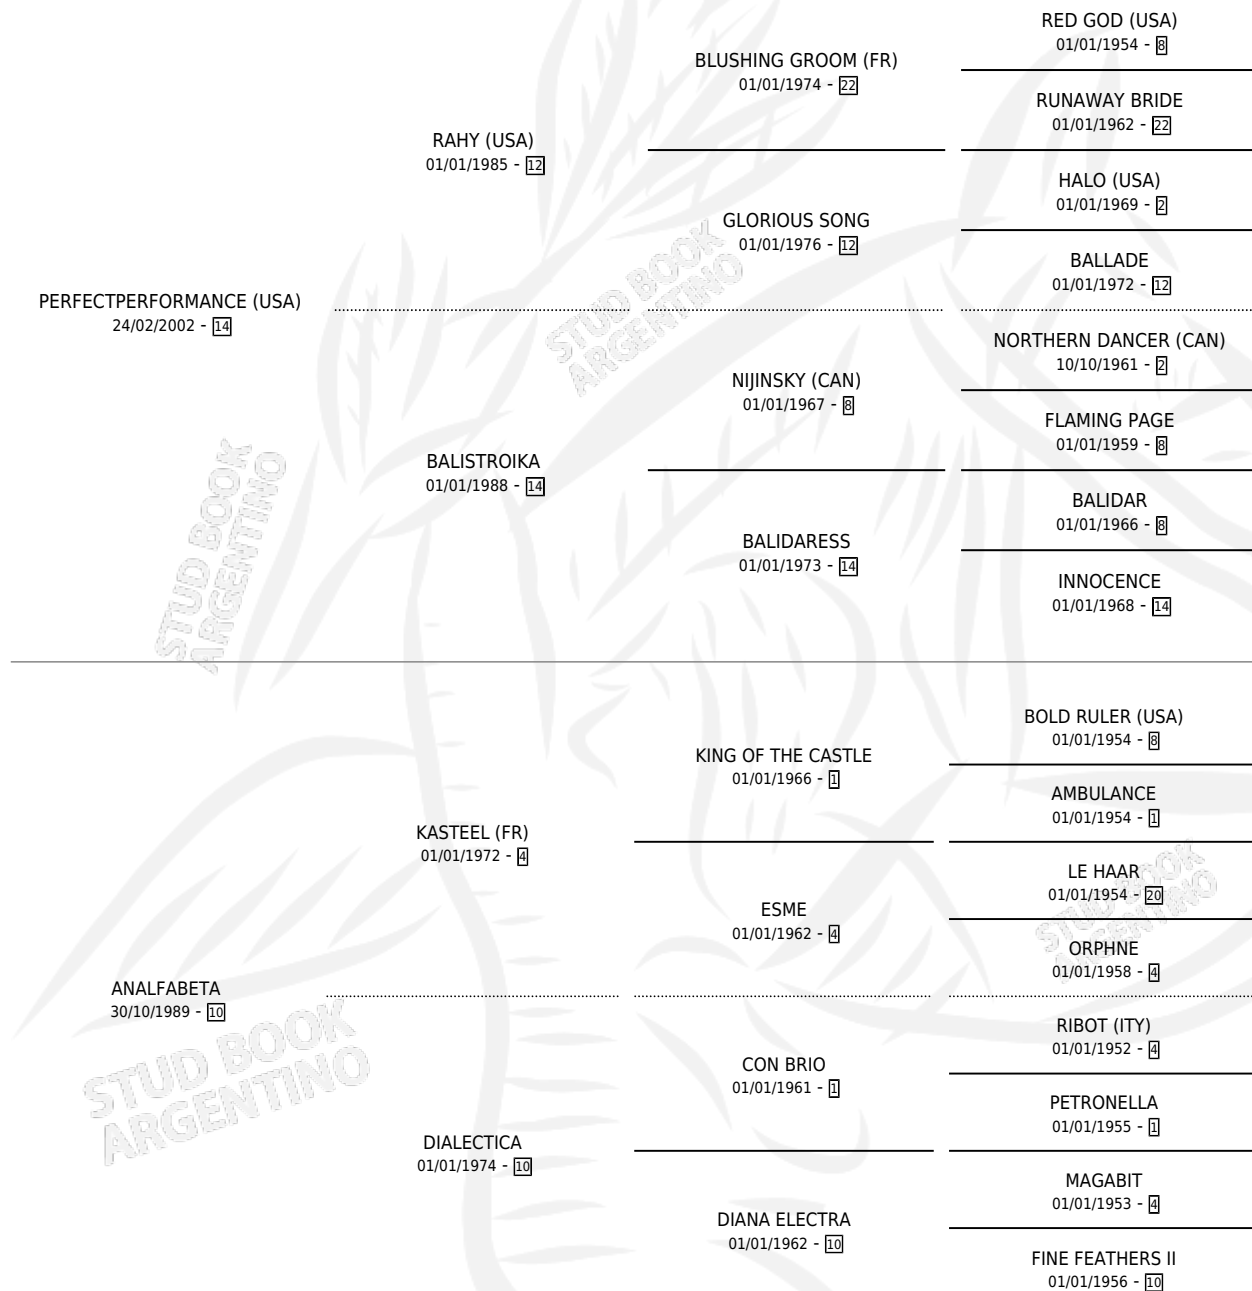 RED GOD (USA)
01/01/1954 - 8
BLUSHING GROOM (FR)
01/01/1974 - 22
RUNAWAY BRIDE
01/01/1962 - 22
RAHY (USA)
01/01/1985 - 12
HALO (USA)
01/01/1969 - 2
GLORIOUS SONG
01/01/1976 - 12
BALLADE
01/01/1972 - 12
PERFECTPERFORMANCE (USA)
24/02/2002 - 14
NORTHERN DANCER (CAN)
10/10/1961 - 2
NIJINSKY (CAN)
01/01/1967 - 8
FLAMING PAGE
01/01/1959 - 8
BALISTROIKA
01/01/1988 - 14
BALIDAR
01/01/1966 - 8
BALIDARESS
01/01/1973 - 14
INNOCENCE
01/01/1968 - 14
BOLD RULER (USA)
01/01/1954 - 8
KING OF THE CASTLE
01/01/1966 - 1
AMBULANCE
01/01/1954 - 1
KASTEEL (FR)
01/01/1972 - 4
LE HAAR
01/01/1954 - 20
ESME
01/01/1962 - 4
ORPHNE
01/01/1958 - 4
ANALFABETA
30/10/1989 - 10
RIBOT (ITY)
01/01/1952 - 4
CON BRIO
01/01/1961 - 1
PETRONELLA
01/01/1955 - 1
DIALECTICA
01/01/1974 - 10
MAGABIT
01/01/1953 - 4
DIANA ELECTRA
01/01/1962 - 10
FINE FEATHERS II
01/01/1956 - 10
STUD BOOK
ARGENTINO
STUD BOOK
ARGENTINO
STUD BOOK
ARGENTINO
STUD BOOK
ARGENTINO